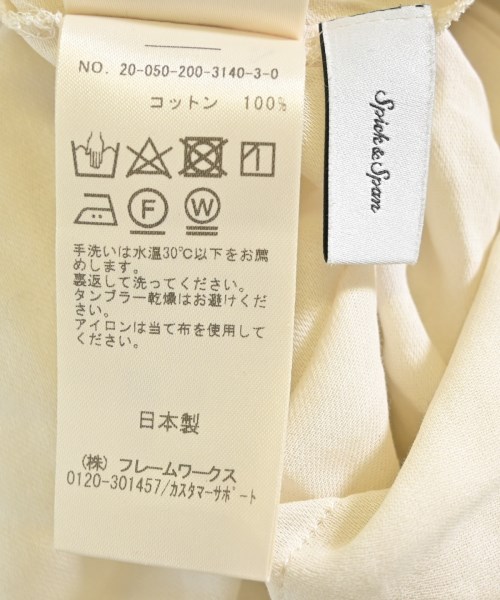 NO. 20-050-200-3140-3-0
コットン 100%
F W
手洗いは水温30℃以下をお薦
めします。
裏返して洗ってください。
タンブラー乾燥はお避けくだ
さい。
アイロンは当て布を使用して
ください。
日本製
(株) フレームワークス
0120-301457/カスタマーサポート
Spick & Span